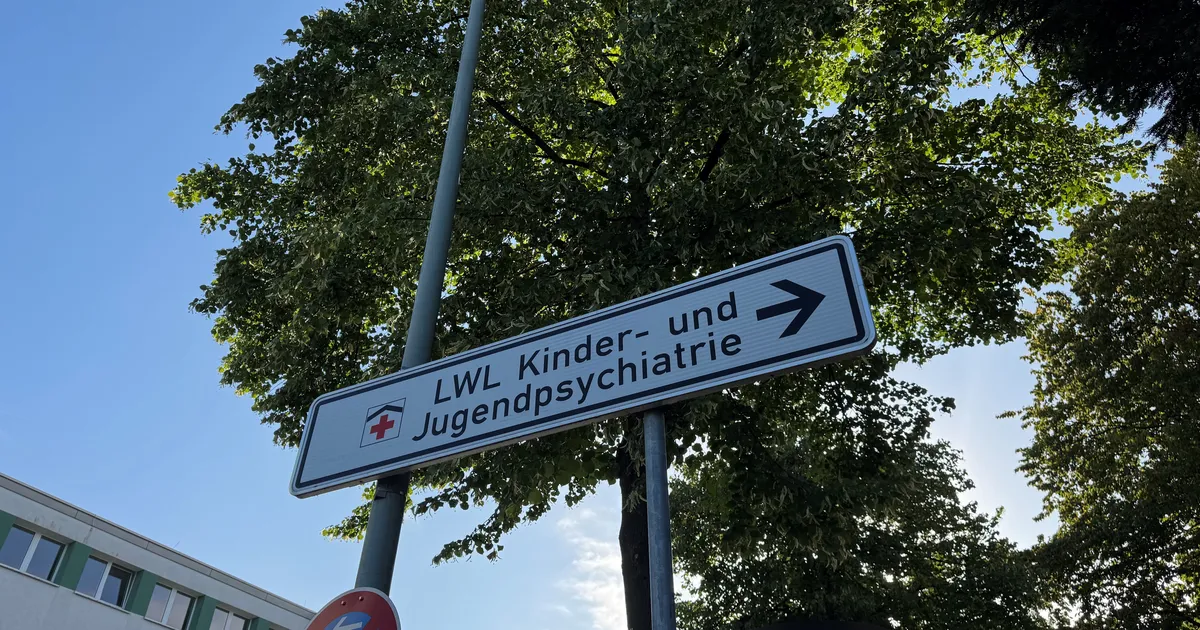 LWL Kinder- und
Jugendpsychiatrie